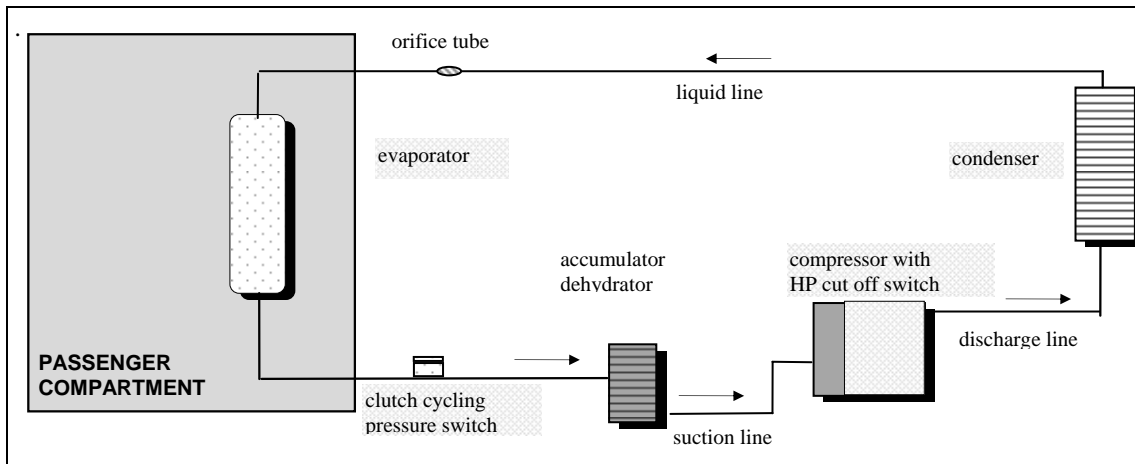 orifice tube
liquid line
evaporator
condenser
accumulator
dehydrator
compressor with
HP cut off switch
discharge line
PASSENGER
COMPARTMENT
clutch cycling
pressure switch
suction line